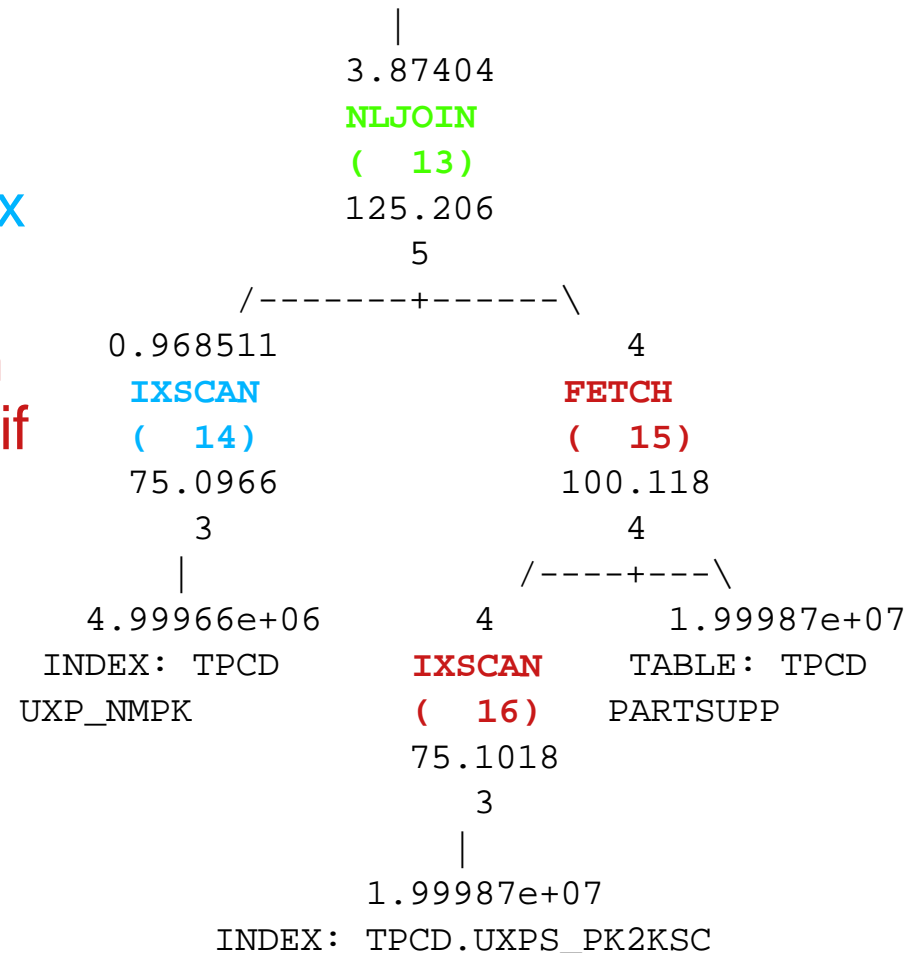 |
3.87404
NLJOIN
(  13)
125.206
x
5
/-------+------\
0.968511 4
IXSCAN FETCH
if (  14) (  15)
75.0966 100.118
3 4
| /----+---\
4.99966e+06 4 1.99987e+07
INDEX: TPCD IXSCAN TABLE: TPCD
UXP_NMPK (  16) PARTSUPP
75.1018
3
|
1.99987e+07
INDEX: TPCD.UXPS_PK2KSC